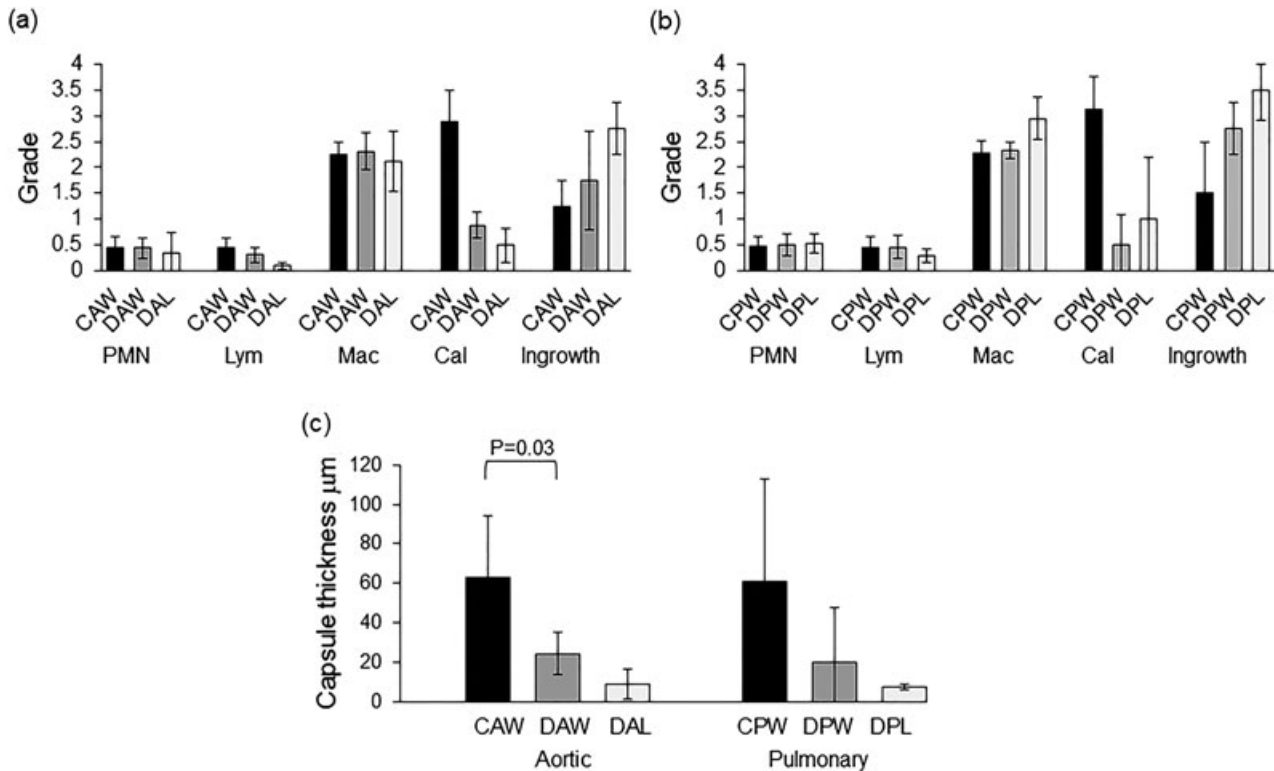 (a)
4
3.5
3
2.5
2
1.5
1
0.5
0
Grade
CAW DAW DAL CAW DAW DAL CAW DAW DAL CAW DAW DAL CAW DAW DAL
PMN Lym Mac Cal Ingrowth
(b)
4
3.5
3
2.5
2
1.5
1
0.5
0
Grade
CPW DPW DPL CPW DPW DPL CPW DPW DPL CPW DPW DPL CPW DPW DPL
PMN Lym Mac Cal Ingrowth
(c)
P=0.03
120
100
80
60
40
20
0
Capsule thickness μm
CAW DAW DAL CPW DPW DPL
Aortic Pulmonary